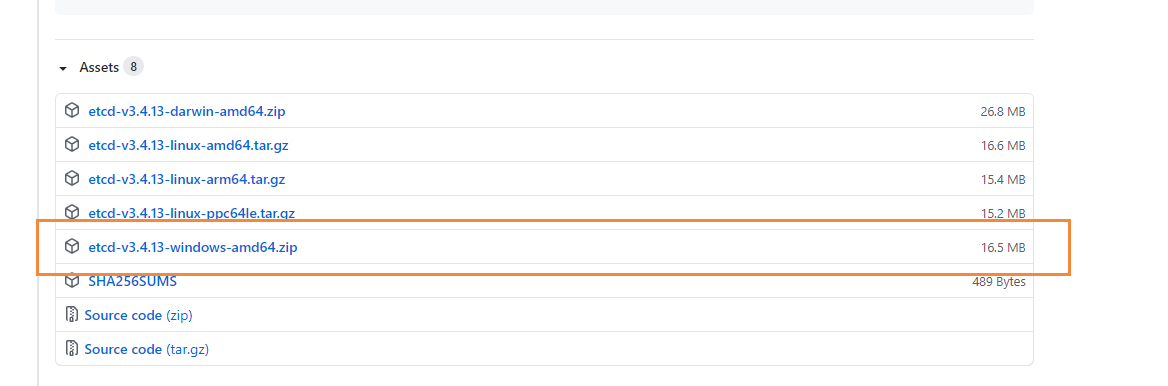 Assets 8
etcd-v3.4.13-darwin-amd64.zip 26.8 MB
etcd-v3.4.13-linux-amd64.tar.gz 16.6 MB
etcd-v3.4.13-linux-arm64.tar.gz 15.4 MB
etcd-v3.4.13-linux-ppc64le.tar.gz 15.2 MB
etcd-v3.4.13-windows-amd64.zip 16.5 MB
SHA256SUMS 489 Bytes
Source code (zip)
Source code (tar.gz)